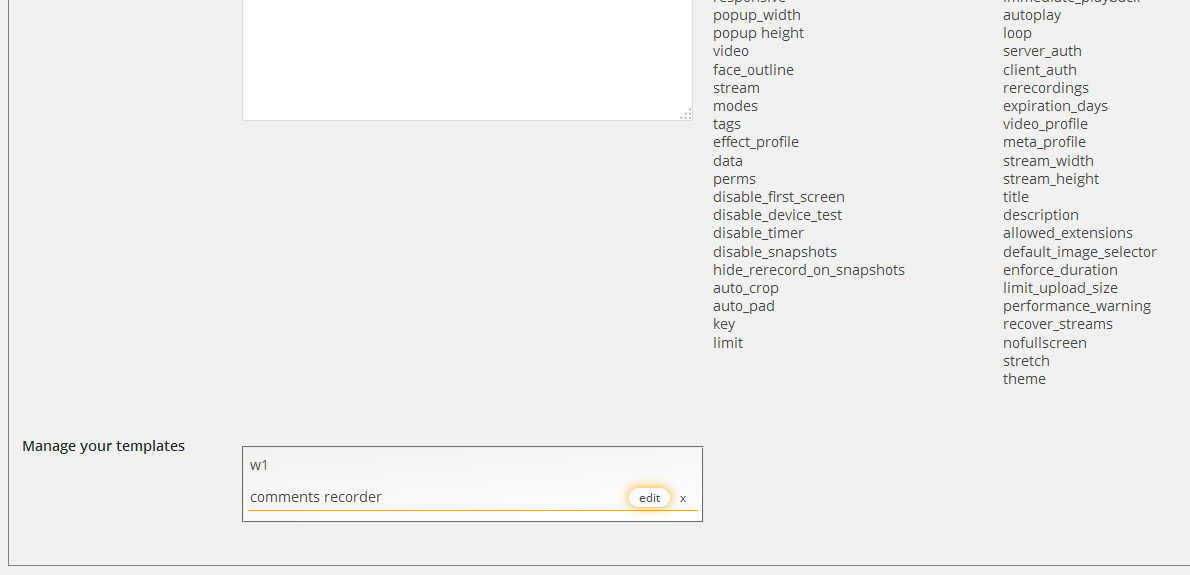 responsive
popup_width
popup height
video
face_outline
stream
modes
tags
effect_profile
data
perms
disable_first_screen
disable_device_test
disable_timer
disable_snapshots
hide_rerecord_on_snapshots
auto_crop
auto_pad
key
limit
immediate_playback
autoplay
loop
server_auth
client_auth
rerecordings
expiration_days
video_profile
meta_profile
stream_width
stream_height
title
description
allowed_extensions
default_image_selector
enforce_duration
limit_upload_size
performance_warning
recover_streams
nofullscreen
stretch
theme
Manage your templates
w1
comments recorder edit x